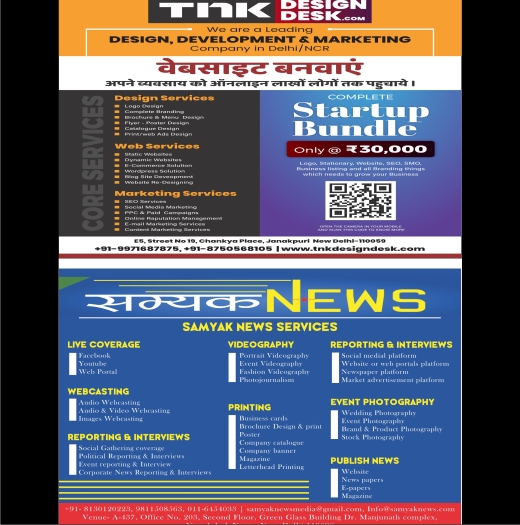 TNK DESIGN
DESK.COM
We are a Leading
DESIGN, DEVELOPMENT & MARKETING
Company in Delhi/NCR
वेबसाइट बनवाएं
अपने व्यवसाय को ऑनलाइन लाखों लोगों तक पहुचाये ।
CORE SERVICES
Design Services
Logo Design
Complete Branding
Brochure & Menu Design
Flyer - Poster Design
Catalogue Design
Print/web Ads Design
Web Services
Static Websites
Dynamic Websites
E-Commerce Solution
Wordpress Solution
Blog Site Deveopment
Website Re-Designing
Marketing Services
SEO Services
Social Media Marketing
PPC & Paid Campaigns
Online Raputation Management
E-mail Marketing Services
Content Marketing Services
COMPLETE
Startup
Bundle
Only @ ₹30,000
Logo, Stationary, Website, SEO, SMO,
Business listing and all Branding things
which needs to grow your Business
OPEN THE CAMERA IN YOUR MOBILE
AND SCAN THIS CODE TO KNOW MORE
E5, Street No 19, Chankya Place, Janakpuri New Delhi-110059
+91-9971687875, +91-8750568105 | www.tnkdesigndesk.com
सम्यक NEWS
SAMYAK NEWS SERVICES
LIVE COVERAGE
Facebook
Youtube
Web Portal
WEBCASTING
Audio Webcasting
Audio & Video Webcasting
Images Webcasting
REPORTING & INTERVIEWS
Social Gathering coverage
Political Reporting & Interviews
Event reporting & Interview
Corporate News Reporting & Interviews
VIDEOGRAPHY
Portrait Videography
Event Videography
Fashion Videography
Photojournalism
PRINTING
Business cards
Brochure Design & print
Poster
Company catalogue
Company banner
Magazine
Letterhead Printing
REPORTING & INTERVIEWS
Social medial platform
Website or web portals platform
Newspaper platform
Market advertisement platform
EVENT PHOTOGRAPHY
Wedding Photography
Event Photography
Brand & Product Photography
Stock Photography
PUBLISH NEWS
Website
News papers
E-papers
Magazine
+91- 8130120223, 9811508563, 011-6454033 | samyaknewsmedia@gmail.com, Info@samyaknews.com
Venue- A-437, Office No. 203, Second Floor, Green Glass Building Dr. Manjunath complex,